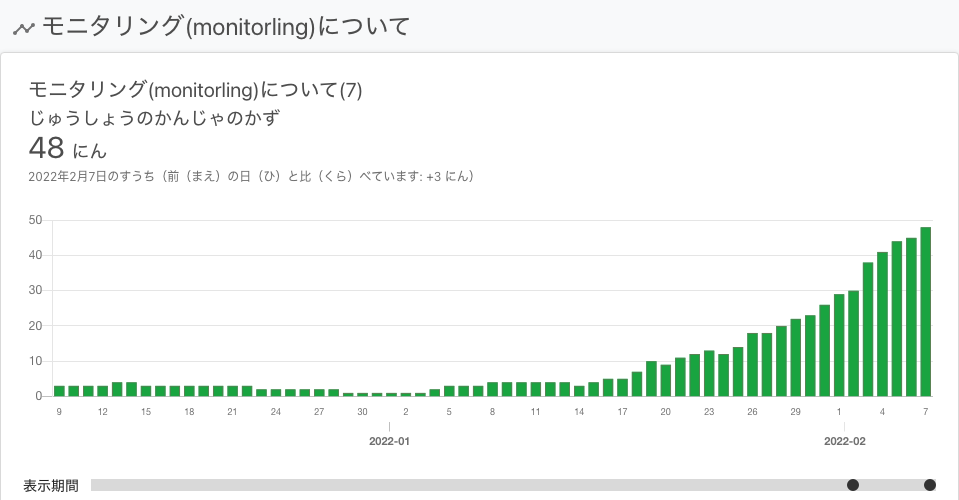 モニタリング(monitorling)について
モニタリング(monitorling)について(7)
じゅうしょうのかんじゃのかず
48 にん
2022年2月7日のすうち（前（まえ）の日（ひ）と比（くら）べています: +3 にん）
50
40
30
20
10
0
9 12 15 18 21 24 27 30 2 5 8 11 14 17 20 23 26 29 1 4 7
2022-01 2022-02
表示期間